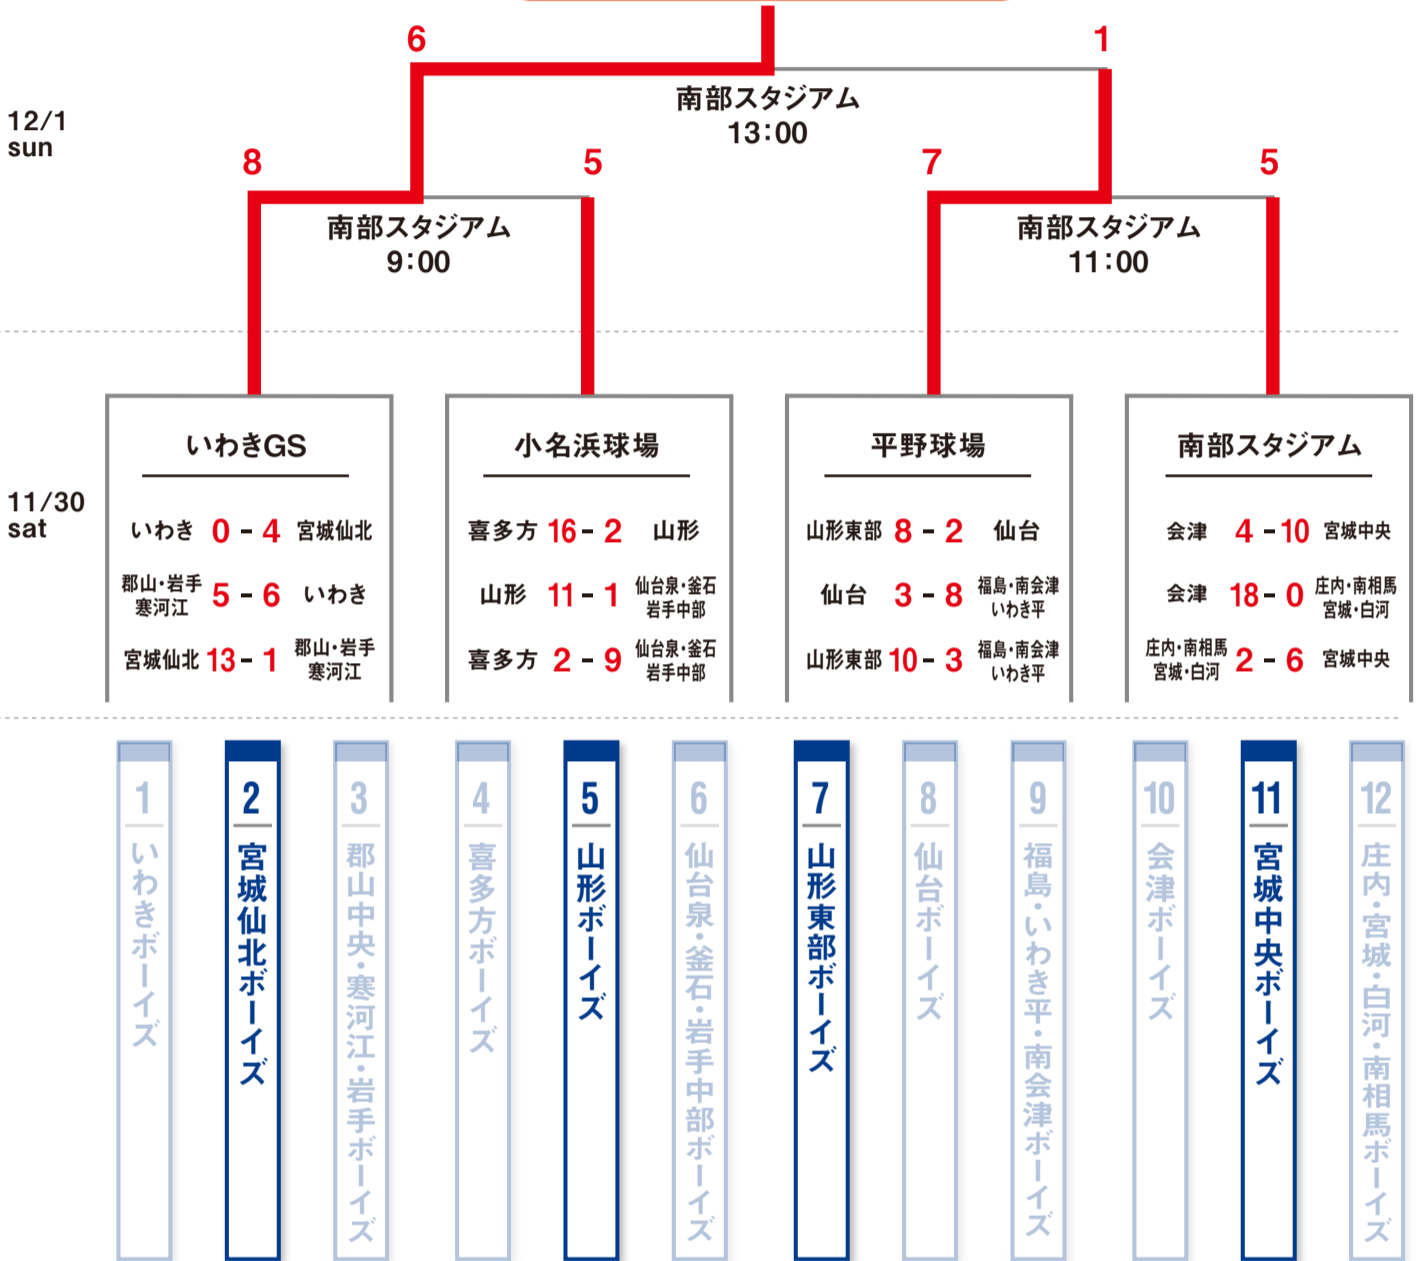 6
1
南部スタジアム
13:00
12/1
sun
8
5
7
5
南部スタジアム
9:00
南部スタジアム
11:00
11/30
sat
いわきGS
いわき 0 - 4 宮城仙北
郡山・岩手
寒河江 5 - 6 いわき
宮城仙北 13 - 1 郡山・岩手
寒河江
小名浜球場
喜多方 16 - 2 山形
山形 11 - 1 仙台泉・釜石
岩手中部
喜多方 2 - 9 仙台泉・釜石
岩手中部
平野球場
山形東部 8 - 2 仙台
仙台 3 - 8 福島・南会津
いわき平
山形東部 10 - 3 福島・南会津
いわき平
南部スタジアム
会津 4 - 10 宮城中央
会津 18 - 0 庄内・南相馬
宮城・白河
庄内・南相馬
宮城・白河 2 - 6 宮城中央
1
いわきボーイズ
2
宮城仙北ボーイズ
3
郡山中央・寒河江・岩手ボーイズ
4
喜多方ボーイズ
5
山形ボーイズ
6
仙台泉・釜石・岩手中部ボーイズ
7
山形東部ボーイズ
8
仙台ボーイズ
9
福島・いわき平・南会津ボーイズ
10
会津ボーイズ
11
宮城中央ボーイズ
12
庄内・宮城・白河・南相馬ボーイズ